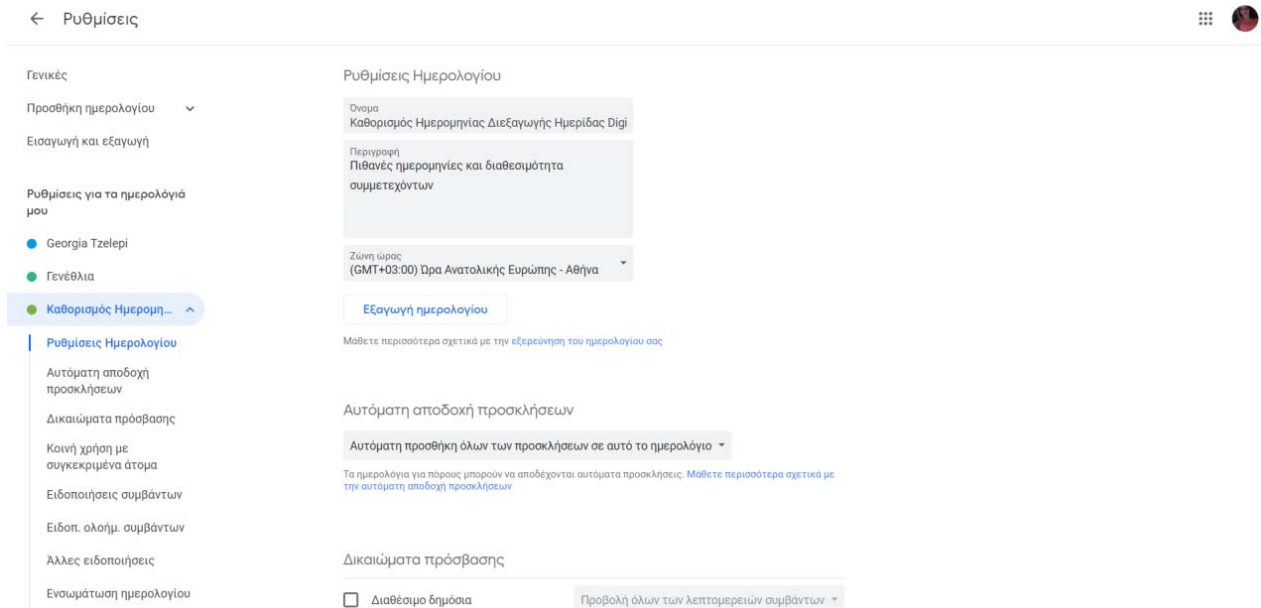 Ρυθμίσεις
Γενικές
Προσθήκη ημερολογίου
Εισαγωγή και εξαγωγή
Ρυθμίσεις για τα ημερολόγιά
μου
Georgia Tzelepi
Γενέθλια
Καθορισμός Ημερομη...
Ρυθμίσεις Ημερολογίου
Αυτόματη αποδοχή
προσκλήσεων
Δικαιώματα πρόσβασης
Κοινή χρήση με
συγκεκριμένα άτομα
Ειδοποιήσεις συμβάντων
Ειδοπ. ολοήμ. συμβάντων
Άλλες ειδοποιήσεις
Ενσωμάτωση ημερολογίου
Ρυθμίσεις Ημερολογίου
Όνομα
Καθορισμός Ημερομηνίας Διεξαγωγής Ημερίδας Digi
Περιγραφή
Πιθανές ημερομηνίες και διαθεσιμότητα
συμμετεχόντων
Ζώνη ώρας
(GMT+03:00) Ώρα Ανατολικής Ευρώπης - Αθήνα
Εξαγωγή ημερολογίου
Μάθετε περισσότερα σχετικά με την εξερεύνηση του ημερολογίου σας
Αυτόματη αποδοχή προσκλήσεων
Αυτόματη προσθήκη όλων των προσκλήσεων σε αυτό το ημερολόγιο
Τα ημερολόγια για πόρους μπορούν να αποδέχονται αυτόματα προσκλήσεις. Μάθετε περισσότερα σχετικά με
την αυτόματη αποδοχή προσκλήσεων
Δικαιώματα πρόσβασης
Διαθέσιμο δημόσια
Προβολή όλων των λεπτομερειών συμβάντων